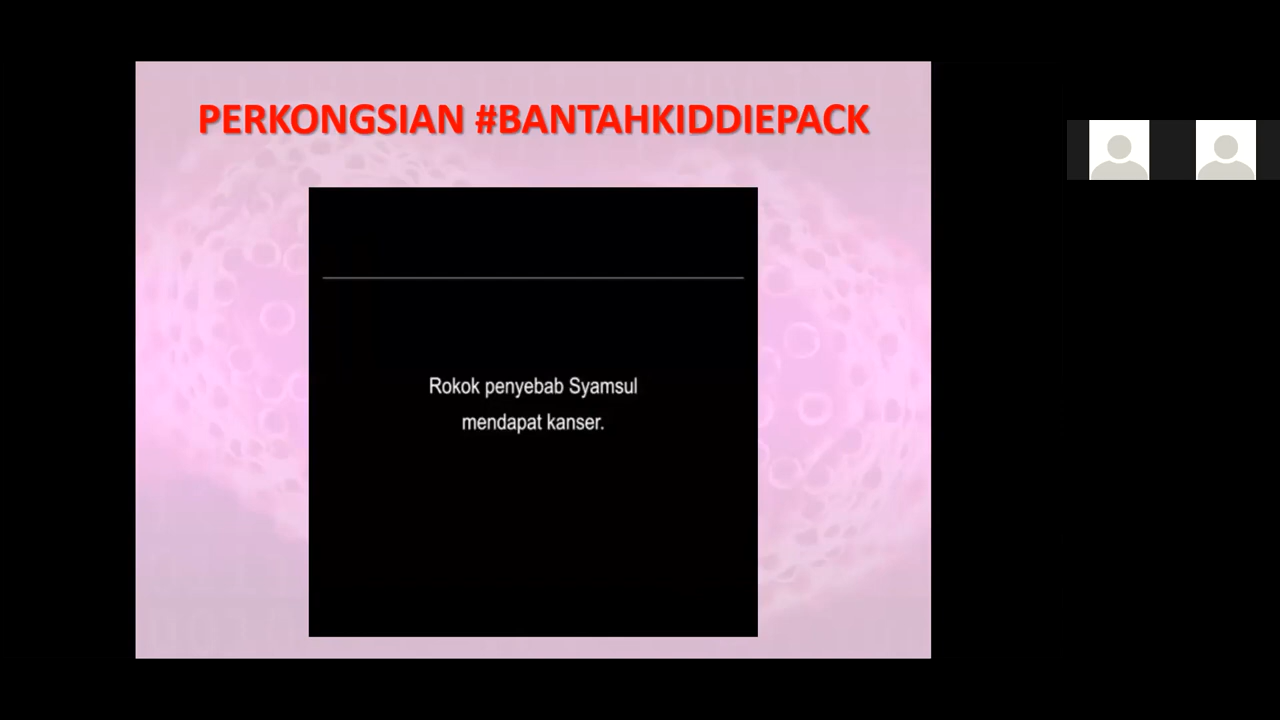 PERKONGSIAN #BANTAHKIDDIEPACK
Rokok penyebab Syamsul
mendapat kanser.